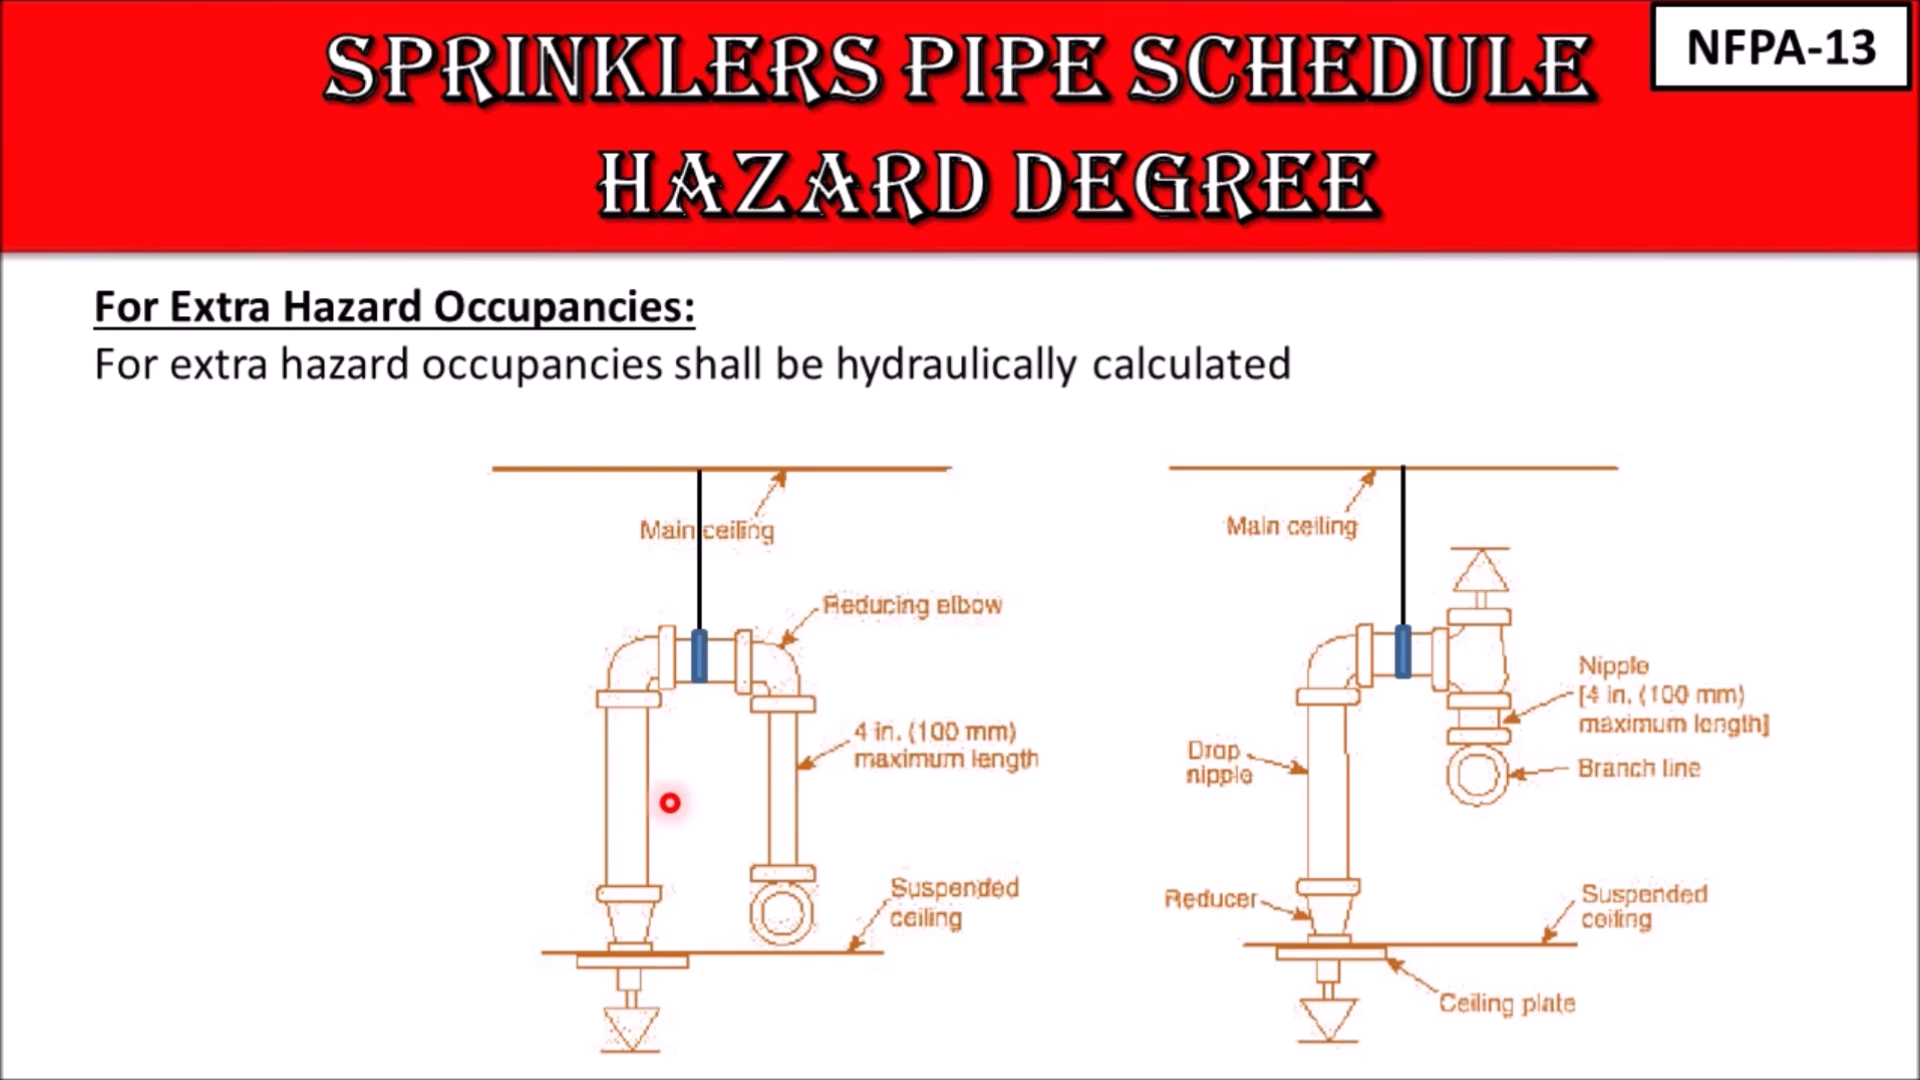 SPRINKLERS PIPE SCHEDULE
NFPA-13
HAZARD DEGREE
For Extra Hazard Occupancies:
For extra hazard occupancies shall be hydraulically calculated
Main ceiling
Reducing elbow
4 in. (100 mm)
maximum length
Suspended
ceiling
Main ceiling
Nipple
[4 in. (100 mm)
maximum length]
Branch line
Drop
nipple
Reducer
Suspended
ceiling
Ceiling plate